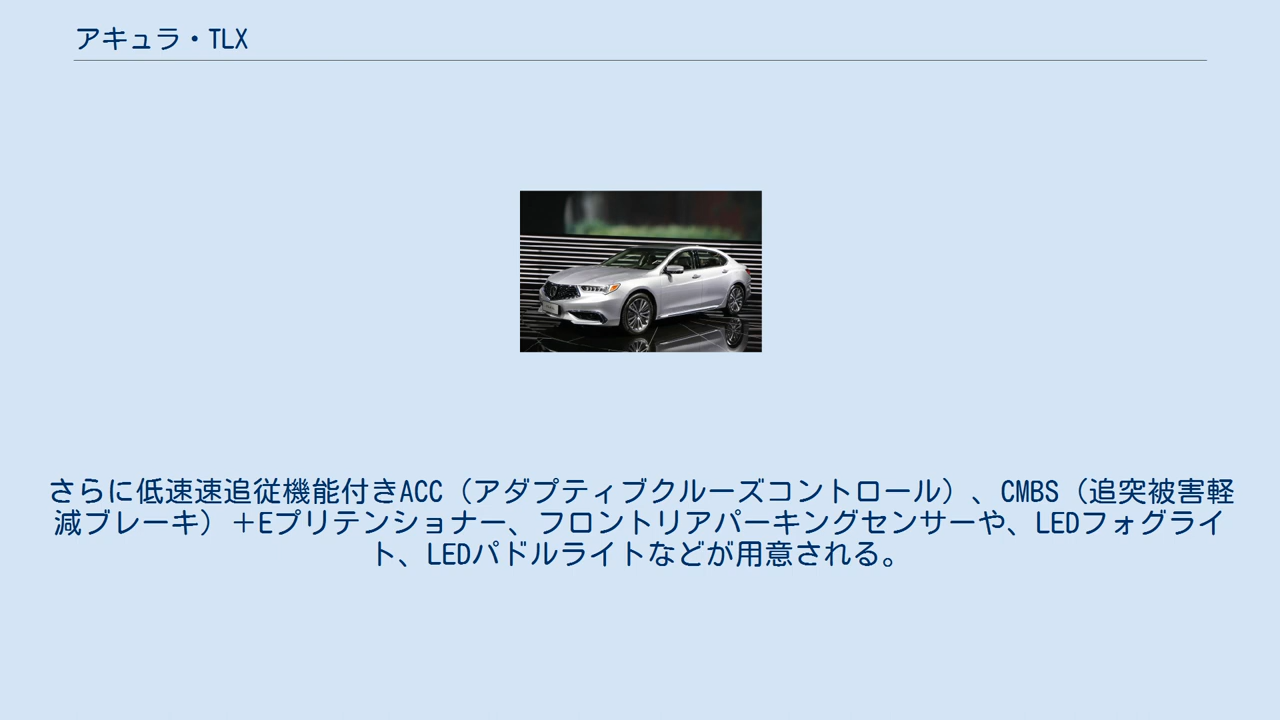 アキュラ・TLX
さらに低速速追従機能付きACC（アダプティブクルーズコントロール）、CMBS（追突被害軽
減ブレーキ）＋Eプリテンショナー、フロントリアパーキングセンサーや、LEDフォグライ
ト、LEDパドルライトなどが用意される。